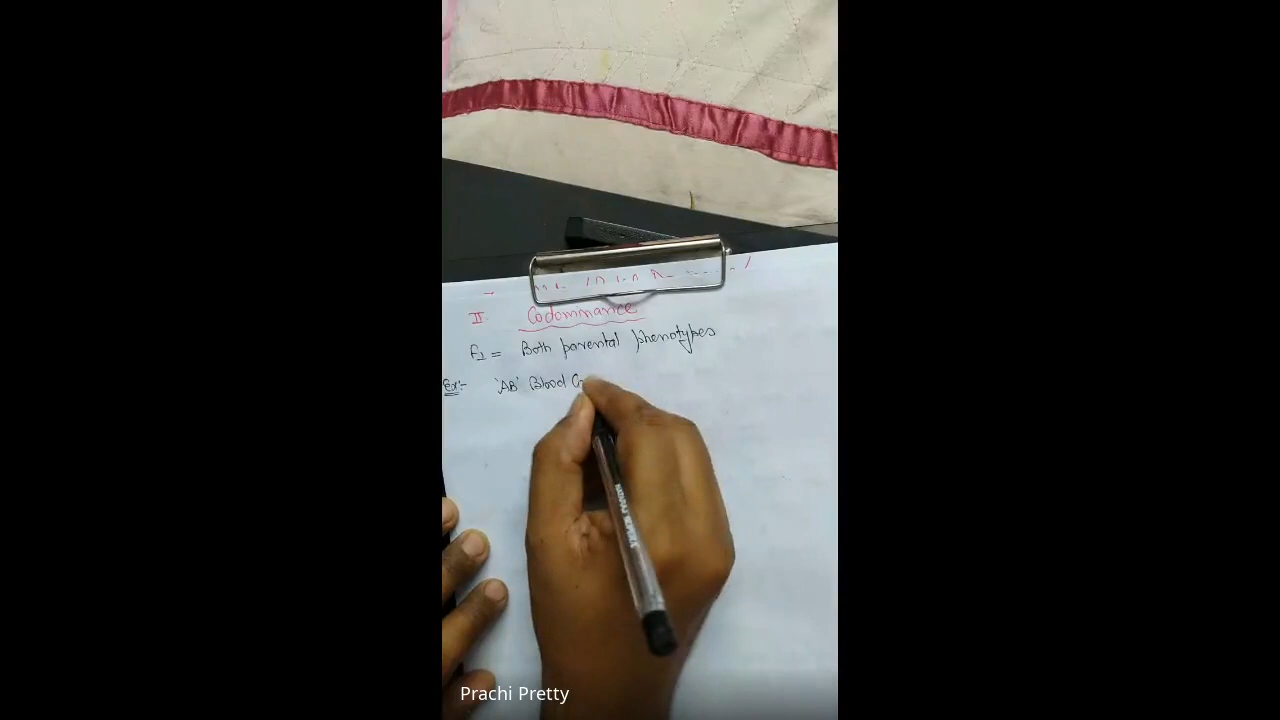 II. Codominance
F1 = Both parental phenotypes
Ex:- 'AB' Blood G
Prachi Pretty